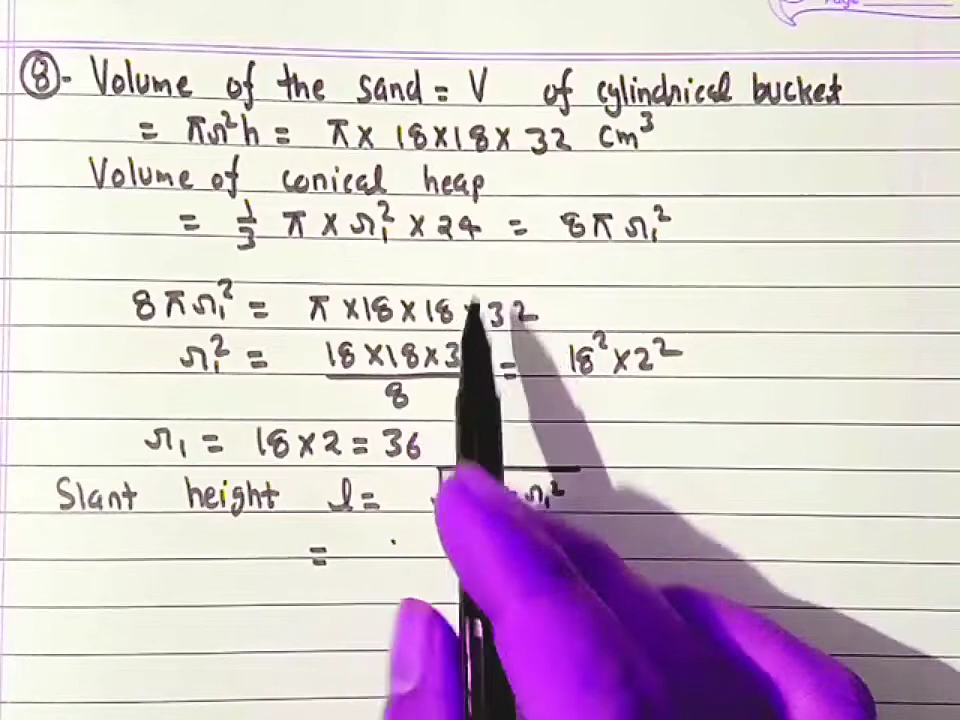 ⑧- Volume of the sand = V of cylindrical bucket
= πr²h = π × 18×18× 32 cm³
Volume of conical heap
= 1/3 π × r₁² × 24 = 8π r₁²
8πr₁² = π ×18×18×32
r₁² = 18×18×3 / 8 = 18²×2²
r₁ = 18×2 = 36
Slant height l = √ r₁²
=